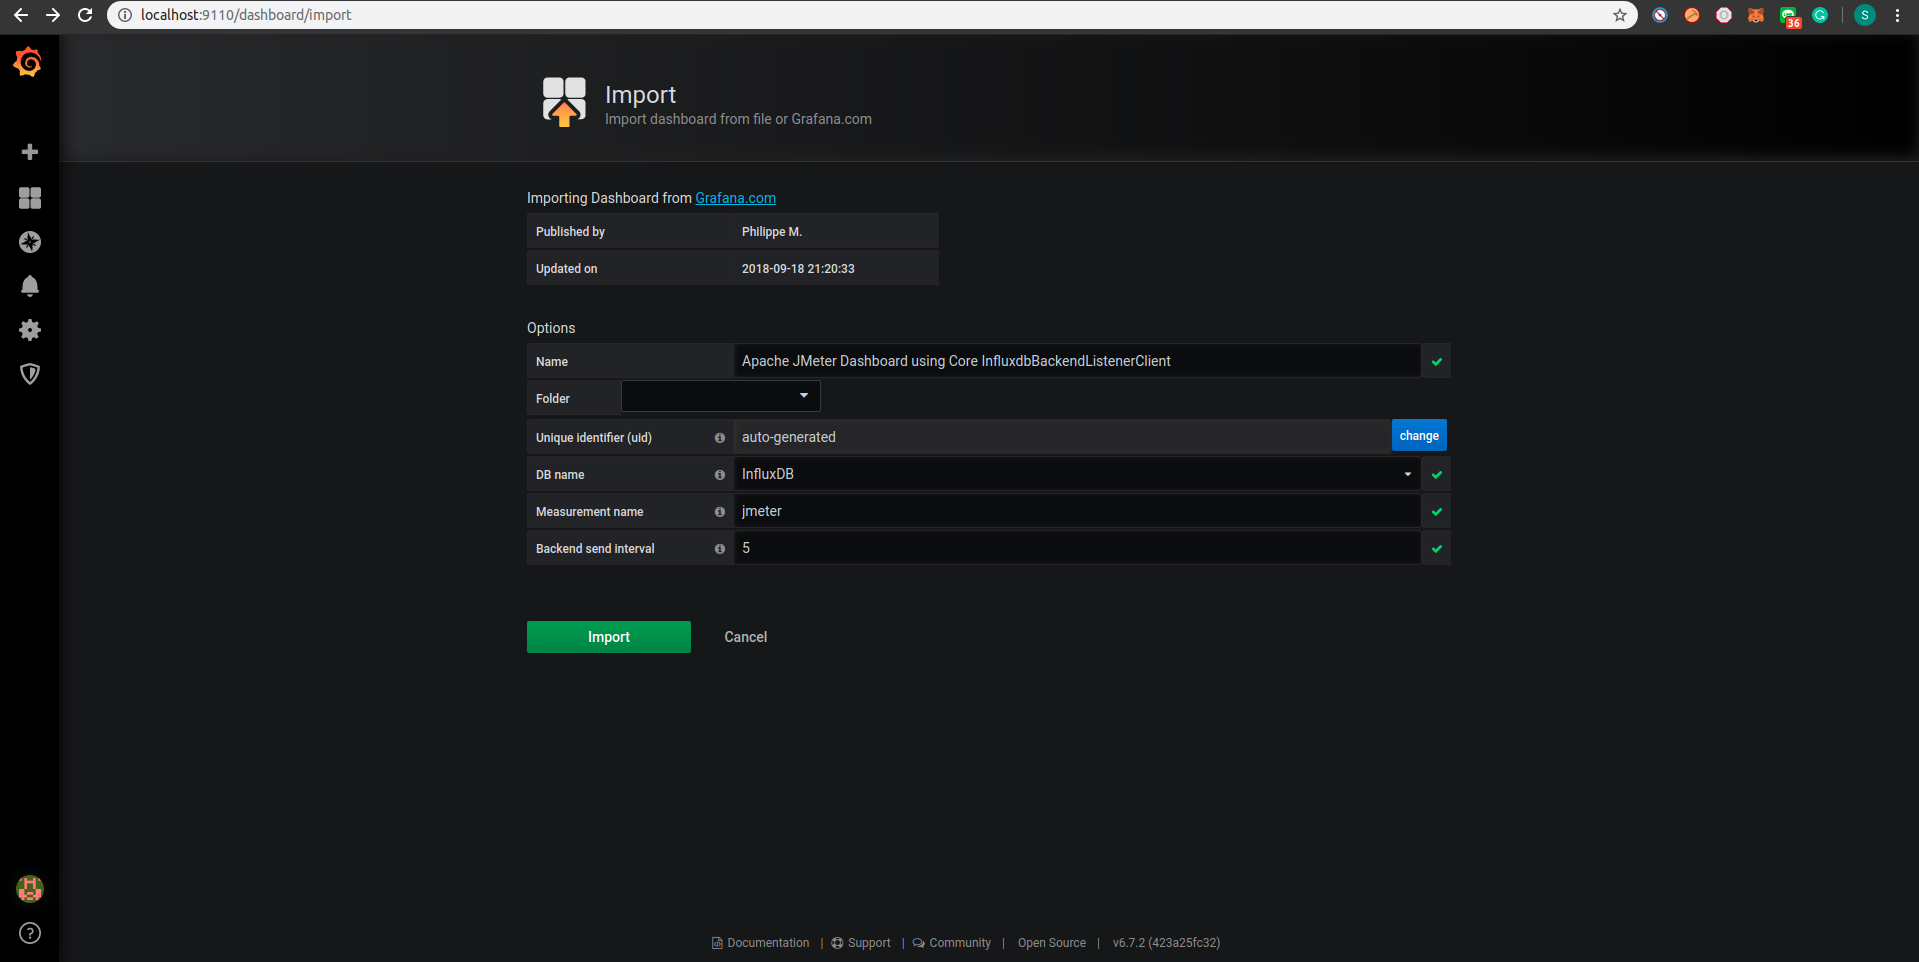 localhost:9110/dashboard/import
36
S
Import
Import dashboard from file or Grafana.com
Importing Dashboard from Grafana.com
Published by Philippe M.
Updated on 2018-09-18 21:20:33
Options
Name Apache JMeter Dashboard using Core InfluxdbBackendListenerClient
Folder
Unique identifier (uid) auto-generated change
DB name InfluxDB
Measurement name jmeter
Backend send interval 5
Import Cancel
Documentation | Support | Community | Open Source | v6.7.2 (423a25fc32)